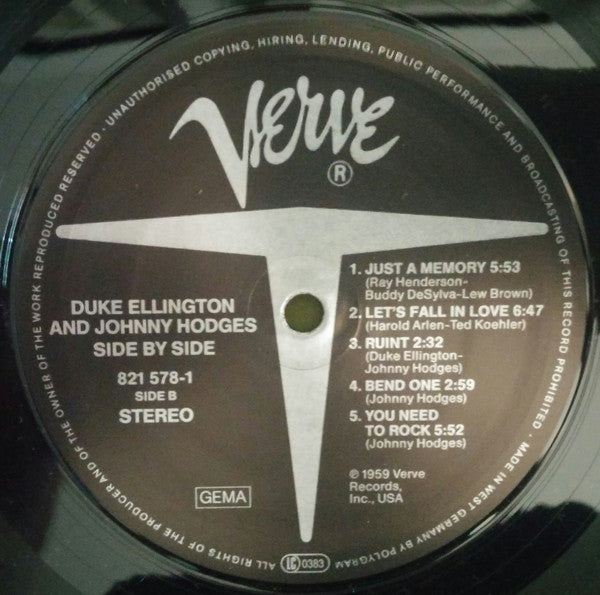 ALL RIGHTS OF THE PRODUCER AND OF THE OWNER OF THE WORK REPRODUCED RESERVED · UNAUTHORISED COPYING, HIRING, LENDING, PUBLIC PERFORMANCE AND BROADCASTING OF THIS RECORD PROHIBITED · MADE IN WEST GERMANY BY POLYGRAM
Verve
®
DUKE ELLINGTON
AND JOHNNY HODGES
SIDE BY SIDE
821 578-1
SIDE B
STEREO
GEMA
1. JUST A MEMORY 5:53
(Ray Henderson-
Buddy DeSylva-Lew Brown)
2. LET'S FALL IN LOVE 6:47
(Harold Arlen-Ted Koehler)
3. RUINT 2:32
(Duke Ellington-
Johnny Hodges)
4. BEND ONE 2:59
(Johnny Hodges)
5. YOU NEED
TO ROCK 5:52
(Johnny Hodges)
℗ 1959 Verve
Records,
Inc., USA
LC 0383